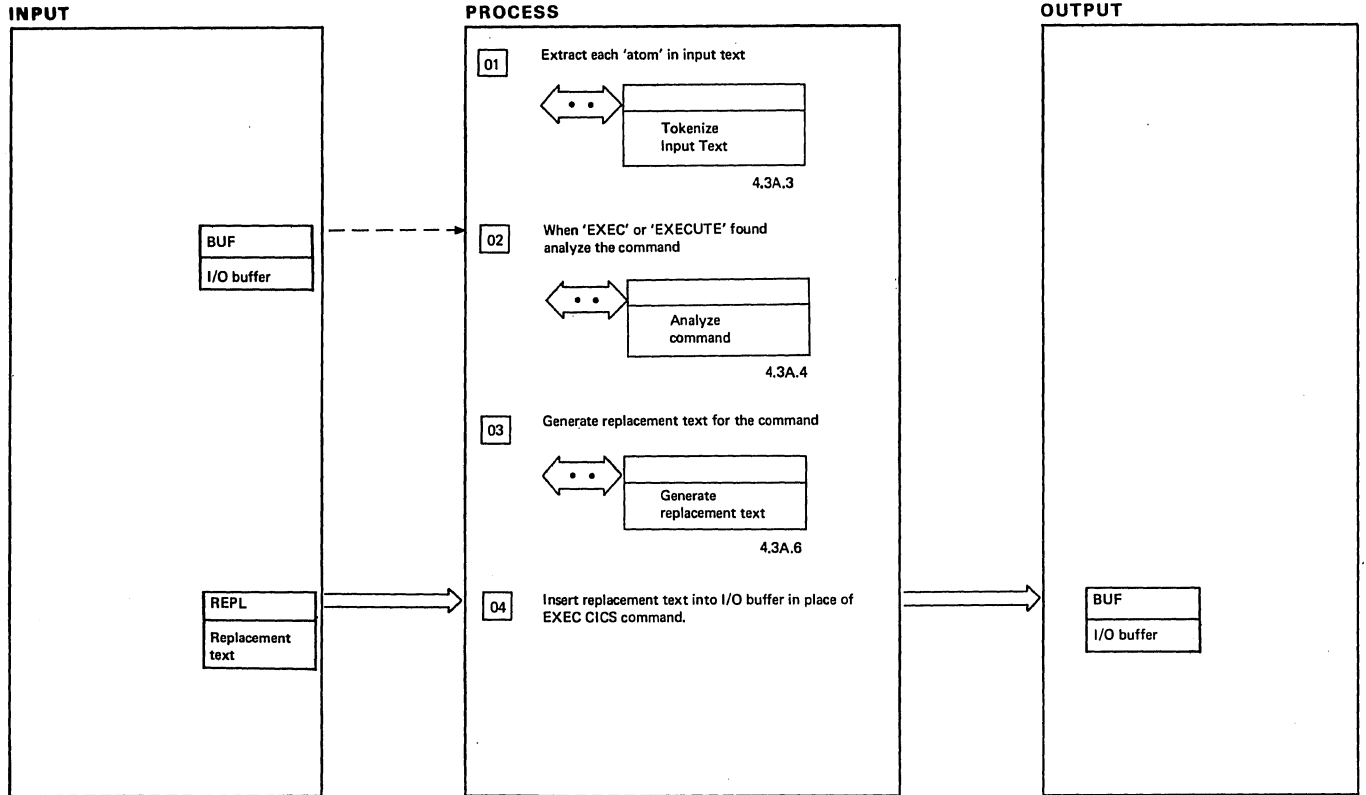 INPUT
PROCESS
OUTPUT
01
Extract each 'atom' in input text
Tokenize
Input Text
4.3A.3
BUF
I/O buffer
02
When 'EXEC' or 'EXECUTE' found
analyze the command
Analyze
command
4.3A.4
03
Generate replacement text for the command
Generate
replacement text
4.3A.6
REPL
Replacement
text
04
Insert replacement text into I/O buffer in place of
EXEC CICS command.
BUF
I/O buffer